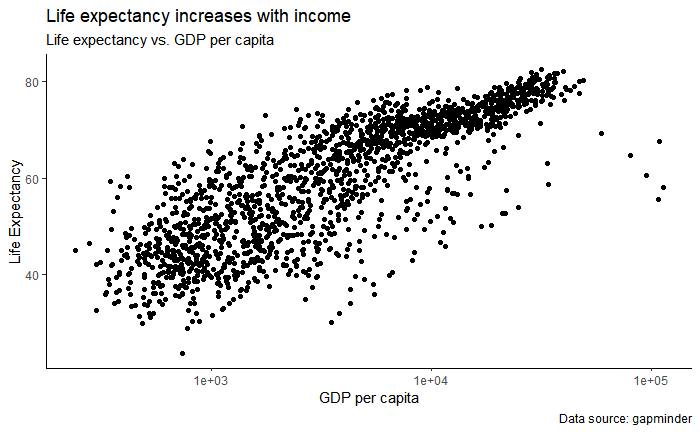 Life expectancy increases with income
Life expectancy vs. GDP per capita
Life Expectancy
80
60
40
1e+03 1e+04 1e+05
GDP per capita
Data source: gapminder